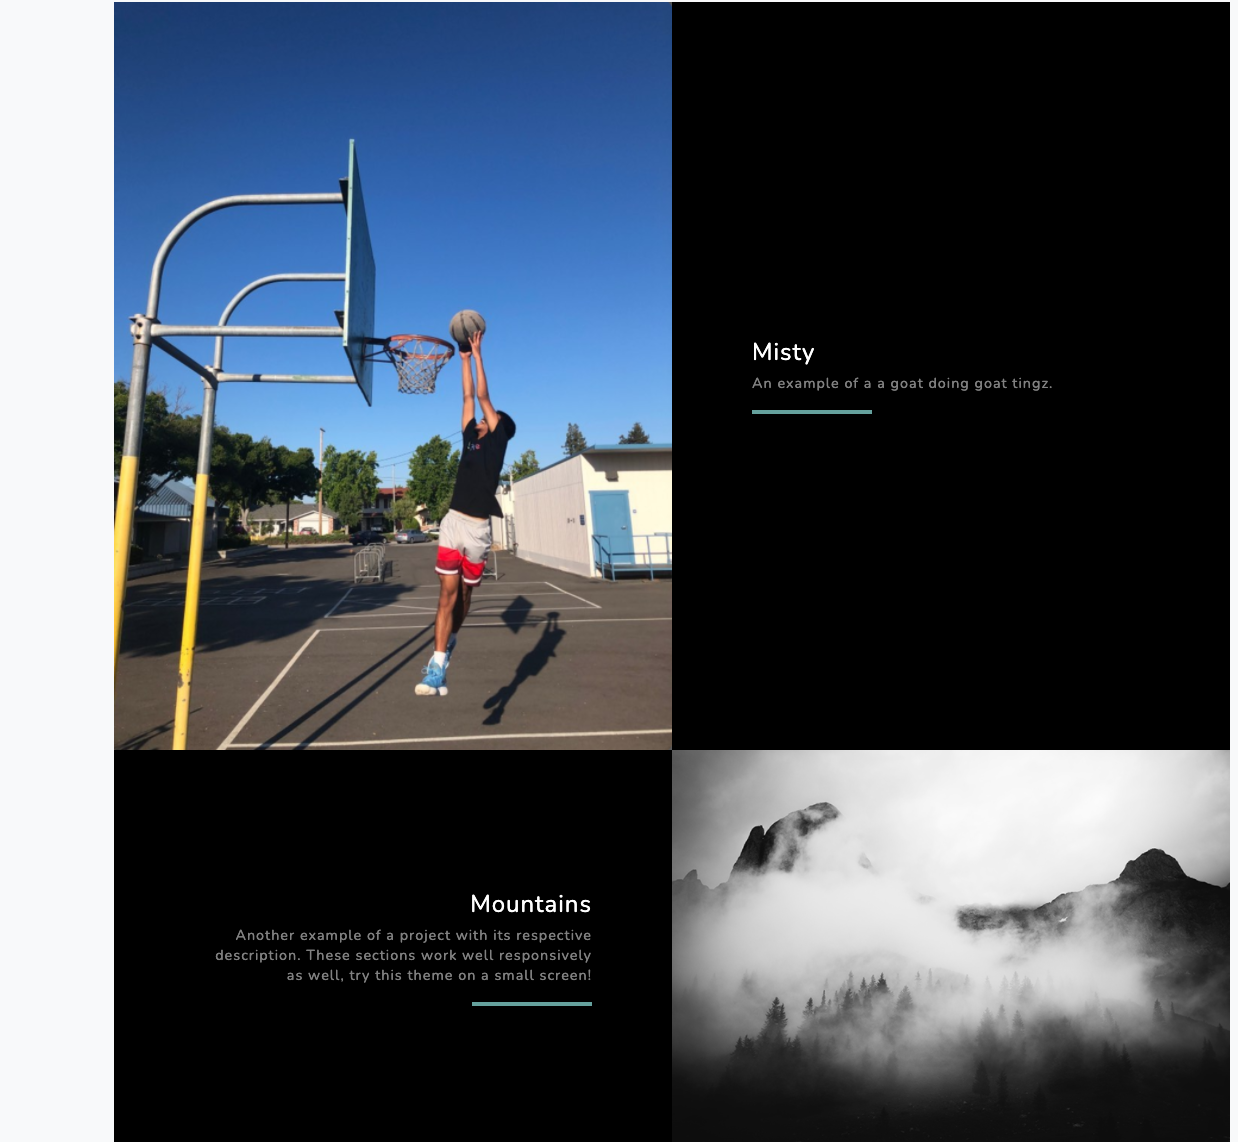 Misty
An example of a a goat doing goat tingz.
Mountains
Another example of a project with its respective
description. These sections work well responsively
as well, try this theme on a small screen!